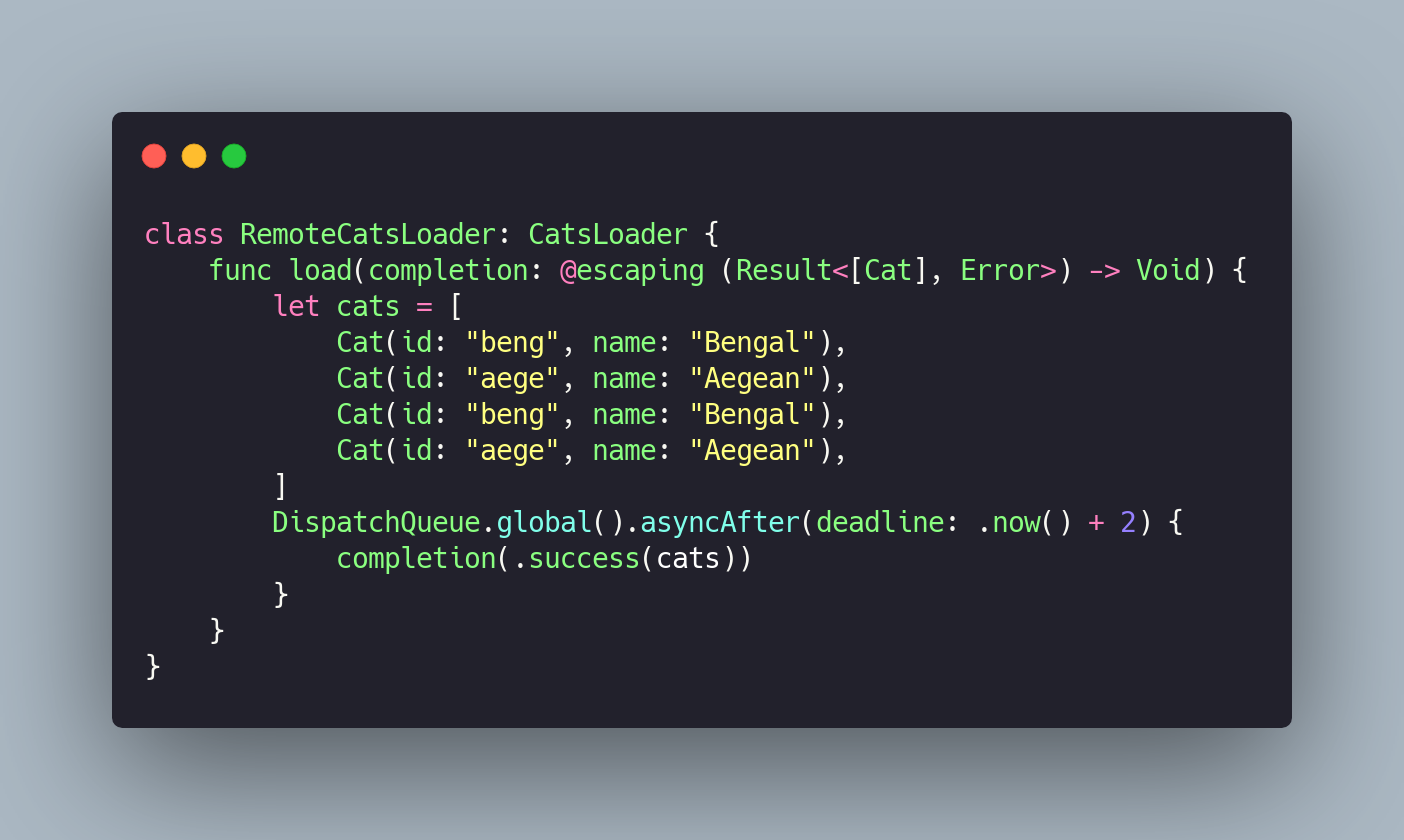 class RemoteCatsLoader: CatsLoader {
    func load(completion: @escaping (Result<[Cat], Error>) -> Void) {
        let cats = [
            Cat(id: "beng", name: "Bengal"),
            Cat(id: "aege", name: "Aegean"),
            Cat(id: "beng", name: "Bengal"),
            Cat(id: "aege", name: "Aegean"),
        ]
        DispatchQueue.global().asyncAfter(deadline: .now() + 2) {
            completion(.success(cats))
        }
    }
}